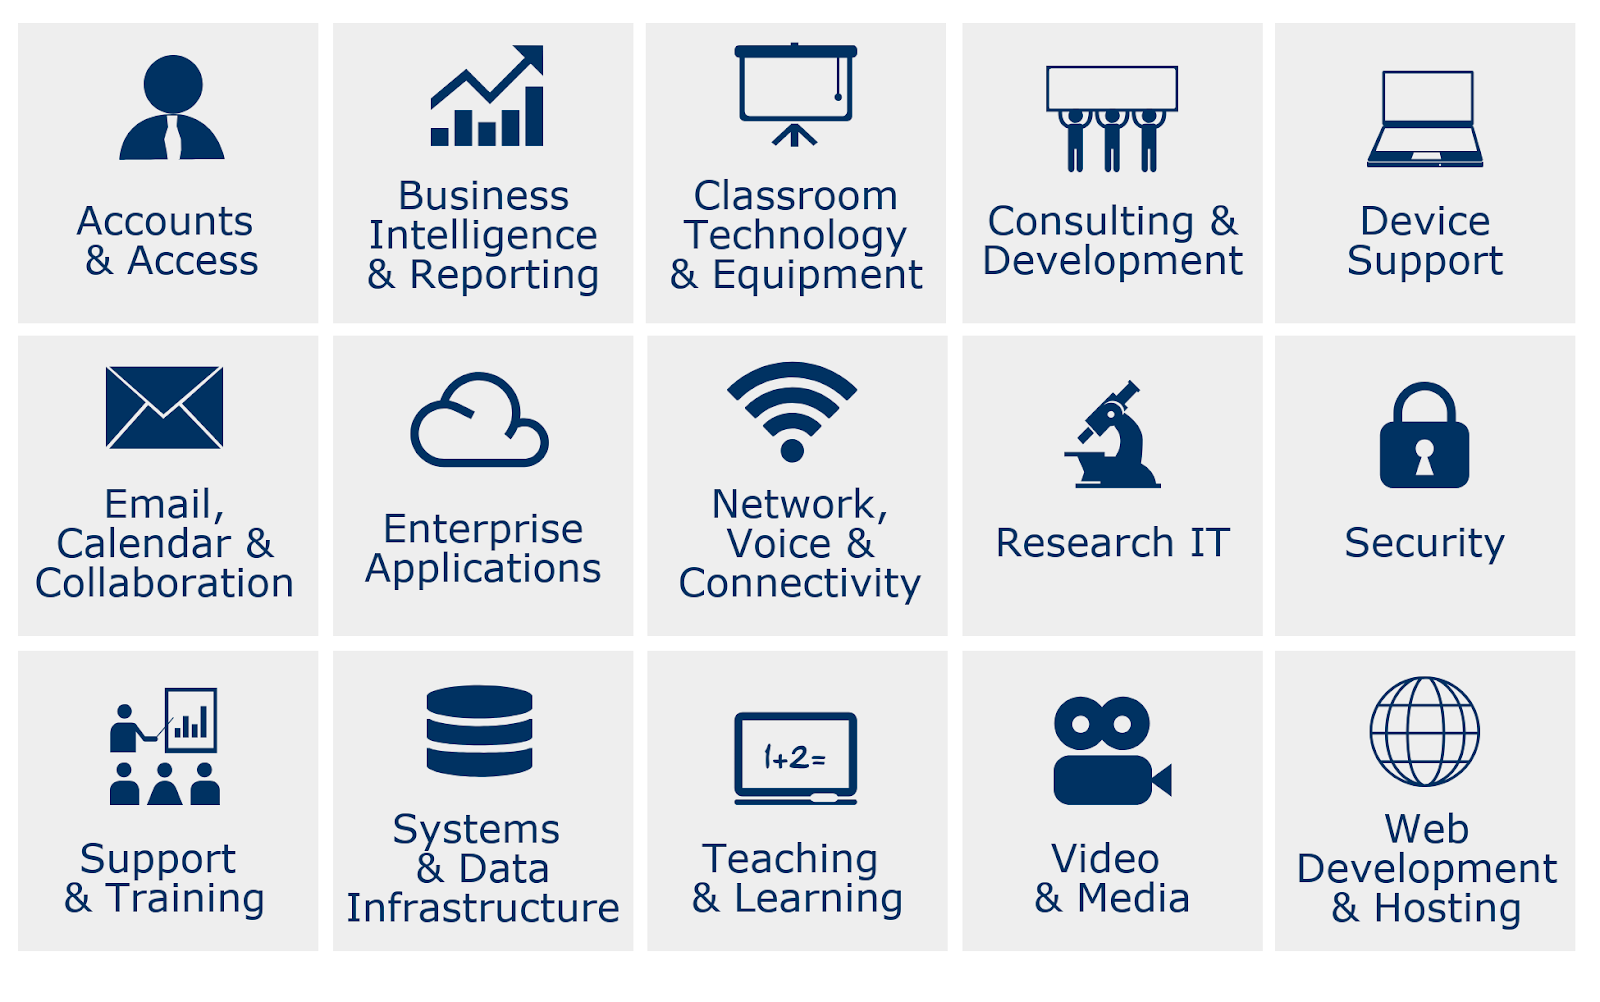 Accounts
& Access
Business
Intelligence
& Reporting
Classroom
Technology
& Equipment
Consulting &
Development
Device
Support
Email,
Calendar &
Collaboration
Enterprise
Applications
Network,
Voice &
Connectivity
Research IT
Security
Support
& Training
Systems
& Data
Infrastructure
1+2=
Teaching
& Learning
Video
& Media
Web
Development
& Hosting